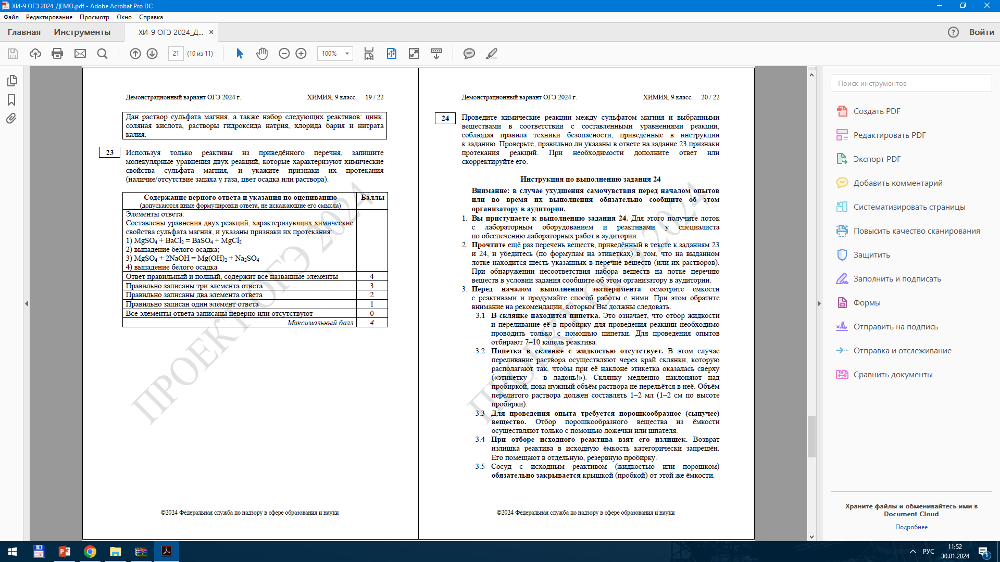 ХИ-9 ОГЭ 2024_ДЕМО.pdf - Adobe Acrobat Pro DC
Файл Редактирование Просмотр Окно Справка
Главная Инструменты ХИ-9 ОГЭ 2024_Д... × ? Войти
21 (10 из 11) 100%
Демонстрационный вариант ОГЭ 2024 г. ХИМИЯ, 9 класс. 19 / 22
Дан раствор сульфата магния, а также набор следующих реактивов: цинк,
соляная кислота, растворы гидроксида натрия, хлорида бария и нитрата
калия.
23 Используя только реактивы из приведённого перечня, запишите
молекулярные уравнения двух реакций, которые характеризуют химические
свойства сульфата магния, и укажите признаки их протекания
(наличие/отсутствие запаха у газа, цвет осадка или раствора).
Содержание верного ответа и указания по оцениванию Баллы
(допускаются иные формулировки ответа, не искажающие его смысла)
Элементы ответа:
Составлены уравнения двух реакций, характеризующих химические
свойства сульфата магния, и указаны признаки их протекания:
1) MgSO₄ + BaCl₂ = BaSO₄ + MgCl₂
2) выпадение белого осадка;
3) MgSO₄ + 2NaOH = Mg(OH)₂ + Na₂SO₄
4) выпадение белого осадка
Ответ правильный и полный, содержит все названные элементы 4
Правильно записаны три элемента ответа 3
Правильно записаны два элемента ответа 2
Правильно записан один элемент ответа 1
Все элементы ответа записаны неверно или отсутствуют 0
Максимальный балл 4
ПРОЕКТ ОГЭ 2024
©2024 Федеральная служба по надзору в сфере образования и науки
Демонстрационный вариант ОГЭ 2024 г. ХИМИЯ, 9 класс. 20 / 22
24 Проведите химические реакции между сульфатом магния и выбранными
веществами в соответствии с составленными уравнениями реакции,
соблюдая правила техники безопасности, приведённые в инструкции
к заданию. Проверьте, правильно ли указаны в ответе на задание 23 признаки
протекания реакций. При необходимости дополните ответ или
скорректируйте его.
Инструкция по выполнению задания 24
Внимание: в случае ухудшения самочувствия перед началом опытов
или во время их выполнения обязательно сообщите об этом
организатору в аудитории.
1. Вы приступаете к выполнению задания 24. Для этого получите лоток
с лабораторным оборудованием и реактивами у специалиста
по обеспечению лабораторных работ в аудитории.
2. Прочтите ещё раз перечень веществ, приведённый в тексте к заданиям 23
и 24, и убедитесь (по формулам на этикетках) в том, что на выданном
лотке находится шесть указанных в перечне веществ (или их растворов).
При обнаружении несоответствия набора веществ на лотке перечню
веществ в условии задания сообщите об этом организатору в аудитории.
3. Перед началом выполнения эксперимента осмотрите ёмкости
с реактивами и продумайте способ работы с ними. При этом обратите
внимание на рекомендации, которым Вы должны следовать.
3.1 В склянке находится пипетка. Это означает, что отбор жидкости
и переливание её в пробирку для проведения реакции необходимо
проводить только с помощью пипетки. Для проведения опытов
отбирают 7–10 капель реактива.
3.2 Пипетка в склянке с жидкостью отсутствует. В этом случае
переливание раствора осуществляют через край склянки, которую
располагают так, чтобы при её наклоне этикетка оказалась сверху
(«этикетку – в ладонь!»). Склянку медленно наклоняют над
пробиркой, пока нужный объём раствора не перельётся в неё. Объём
перелитого раствора должен составлять 1–2 мл (1–2 см по высоте
пробирки).
3.3 Для проведения опыта требуется порошкообразное (сыпучее)
вещество. Отбор порошкообразного вещества из ёмкости
осуществляют только с помощью ложечки или шпателя.
3.4 При отборе исходного реактива взят его излишек. Возврат
излишка реактива в исходную ёмкость категорически запрещён.
Его помещают в отдельную, резервную пробирку.
3.5 Сосуд с исходным реактивом (жидкостью или порошком)
обязательно закрывается крышкой (пробкой) от этой же ёмкости.
ПРОЕКТ ОГЭ 2024
©2024 Федеральная служба по надзору в сфере образования и науки
Поиск инструментов
Создать PDF
Редактировать PDF
Экспорт PDF
Добавить комментарий
Систематизировать страницы
Повысить качество сканирования
Защитить
Заполнить и подписать
Формы
Отправить на подпись
Отправка и отслеживание
Сравнить документы
Храните файлы и обменивайтесь ими в
Document Cloud
Подробнее
РУС 11:52
30.01.2024
1